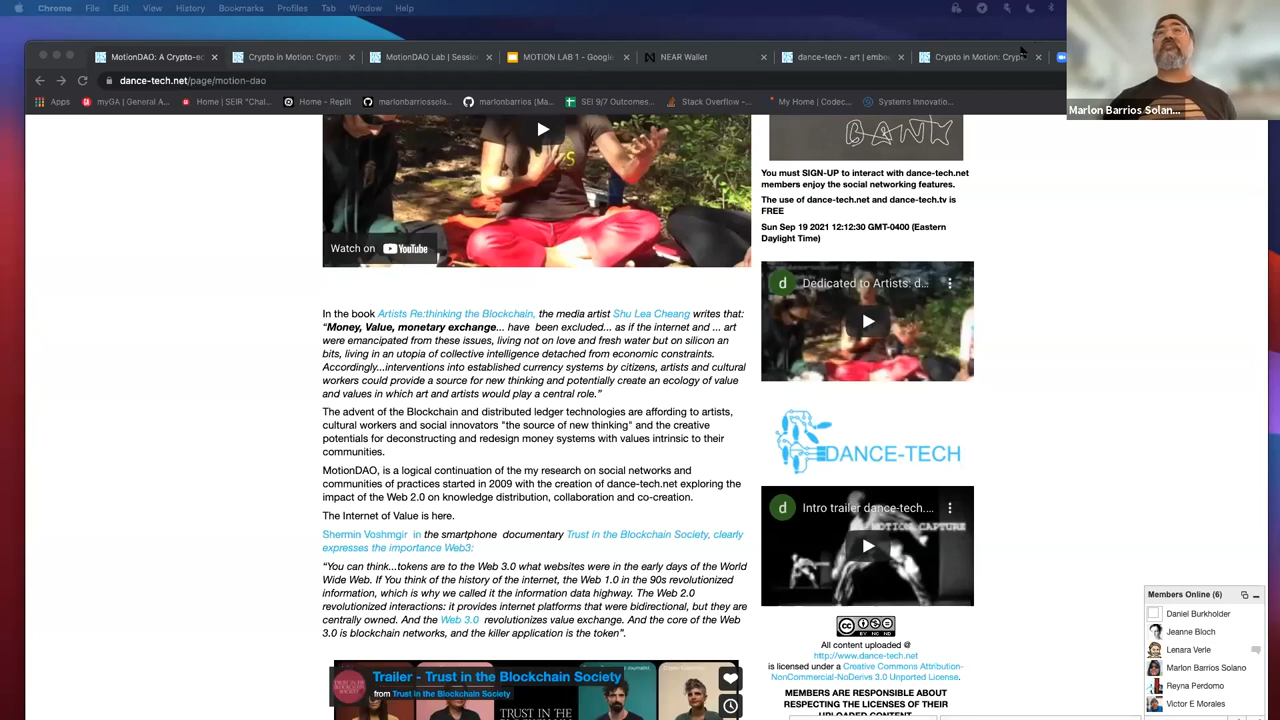 Chrome File Edit View History Bookmarks Profiles Tab Window Help
MotionDAO: A Crypto-ec
Crypto in Motion: Crypto
MotionDAO Lab | Sessio
MOTION LAB 1 - Google
NEAR Wallet
dance-tech - art | embo
Crypto in Motion: Crypt
dance-tech.net/page/motion-dao
Apps
myGA | General A...
Home | SEIR "Chal...
Home - Replit
marlonbarriossola...
marlonbarrios (Ma...
SEI 9/7 Outcomes...
Stack Overflow -...
My Home | Codec...
Systems Innovatio...
Marlon Barrios Solan...
Watch on YouTube
In the book Artists Re:thinking the Blockchain, the media artist Shu Lea Cheang writes that:
“Money, Value, monetary exchange... have been excluded... as if the internet and ... art
were emancipated from these issues, living not on love and fresh water but on silicon an
bits, living in an utopia of collective intelligence detached from economic constraints.
Accordingly...interventions into established currency systems by citizens, artists and cultural
workers could provide a source for new thinking and potentially create an ecology of value
and values in which art and artists would play a central role.”
The advent of the Blockchain and distributed ledger technologies are affording to artists,
cultural workers and social innovators "the source of new thinking" and the creative
potentials for deconstructing and redesign money systems with values intrinsic to their
communities.
MotionDAO, is a logical continuation of the my research on social networks and
communities of practices started in 2009 with the creation of dance-tech.net exploring the
impact of the Web 2.0 on knowledge distribution, collaboration and co-creation.
The Internet of Value is here.
Shermin Voshmgir in the smartphone documentary Trust in the Blockchain Society, clearly
expresses the importance Web3:
“You can think...tokens are to the Web 3.0 what websites were in the early days of the World
Wide Web. If You think of the history of the internet, the Web 1.0 in the 90s revolutionized
information, which is why we called it the information data highway. The Web 2.0
revolutionized interactions: it provides internet platforms that were bidirectional, but they are
centrally owned. And the Web 3.0 revolutionizes value exchange. And the core of the Web
3.0 is blockchain networks, and the killer application is the token”.
Trailer - Trust in the Blockchain Society
from Trust in the Blockchain Society
TRUST IN THE
BLOCKCHAIN
You must SIGN-UP to interact with dance-tech.net
members enjoy the social networking features.
The use of dance-tech.net and dance-tech.tv is
FREE
Sun Sep 19 2021 12:12:30 GMT-0400 (Eastern
Daylight Time)
d Dedicated to Artists: d...
DANCE-TECH
d Intro trailer dance-tech....
MOTION CAPTURE
cc BY NC ND
All content uploaded @
http://www.dance-tech.net
is licensed under a Creative Commons Attribution-
NonCommercial-NoDerivs 3.0 Unported License.
MEMBERS ARE RESPONSIBLE ABOUT
RESPECTING THE LICENSES OF THEIR
UPLOADED CONTENT
Members Online (6)
Daniel Burkholder
Jeanne Bloch
Lenara Verle
Marlon Barrios Solano
Reyna Perdomo
Victor E Morales